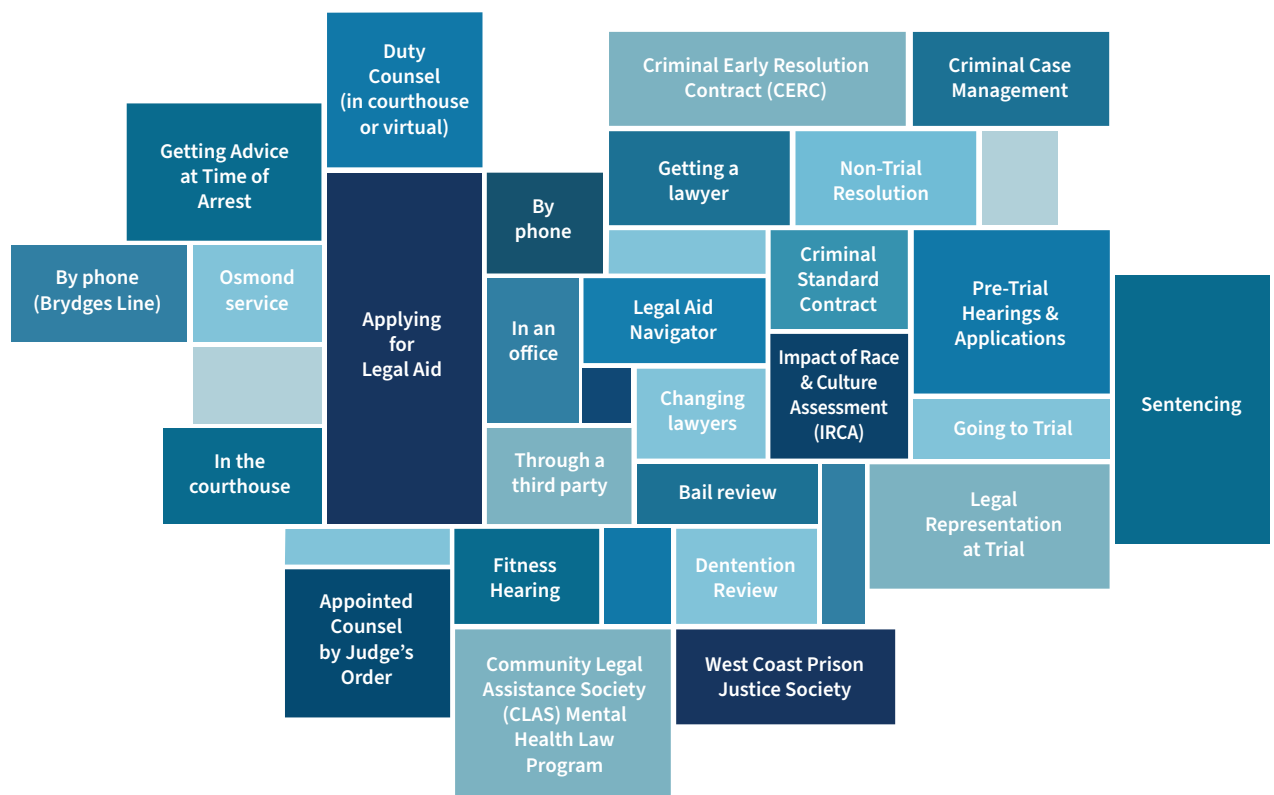 Duty
Counsel
(in courthouse
or virtual)
Criminal Early Resolution
Contract (CERC)
Criminal Case
Management
Getting Advice
at Time of
Arrest
Getting a
lawyer
Non-Trial
Resolution
By
phone
By phone
(Brydges Line)
Osmond
service
Applying
for
Legal Aid
In an
office
Legal Aid
Navigator
Criminal
Standard
Contract
Pre-Trial
Hearings &
Applications
Impact of Race
& Culture
Assessment
(IRCA)
Changing
lawyers
Going to Trial
Sentencing
In the
courthouse
Through a
third party
Bail review
Legal
Representation
at Trial
Fitness
Hearing
Dentention
Review
Appointed
Counsel
by Judge’s
Order
Community Legal
Assistance Society
(CLAS) Mental
Health Law
Program
West Coast Prison
Justice Society